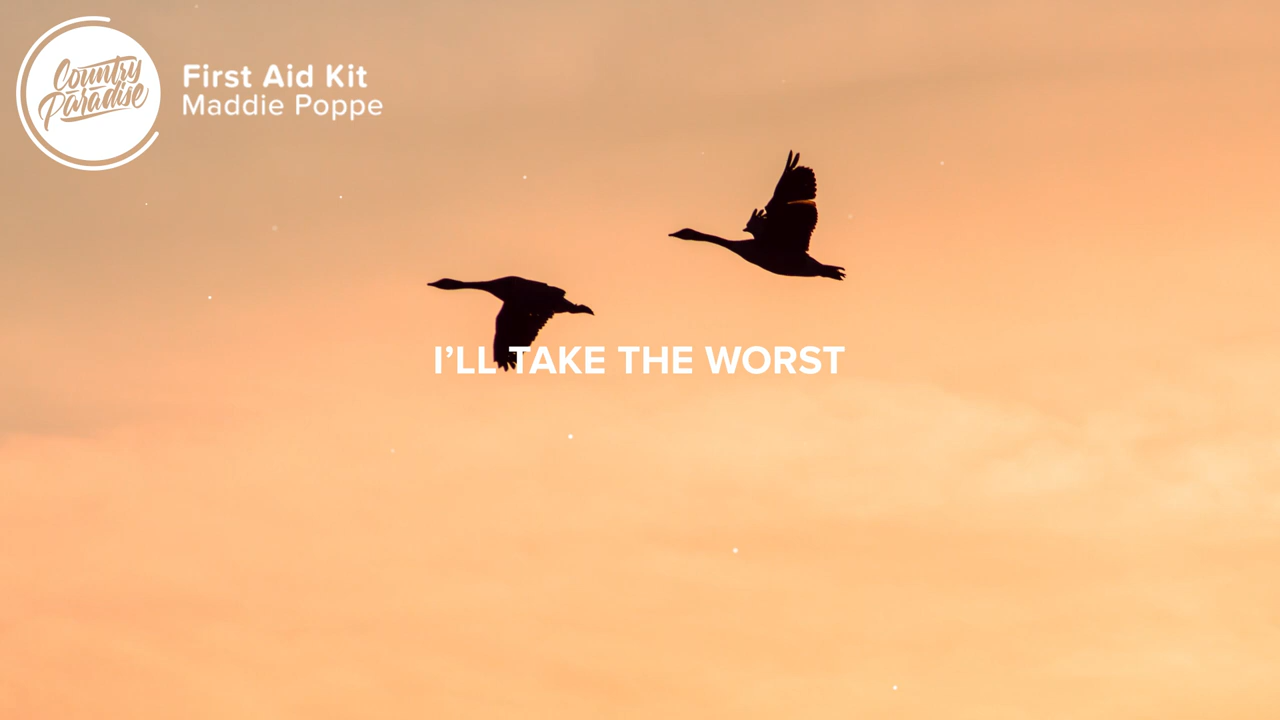 Country
Paradise
First Aid Kit
Maddie Poppe
I'LL TAKE THE WORST